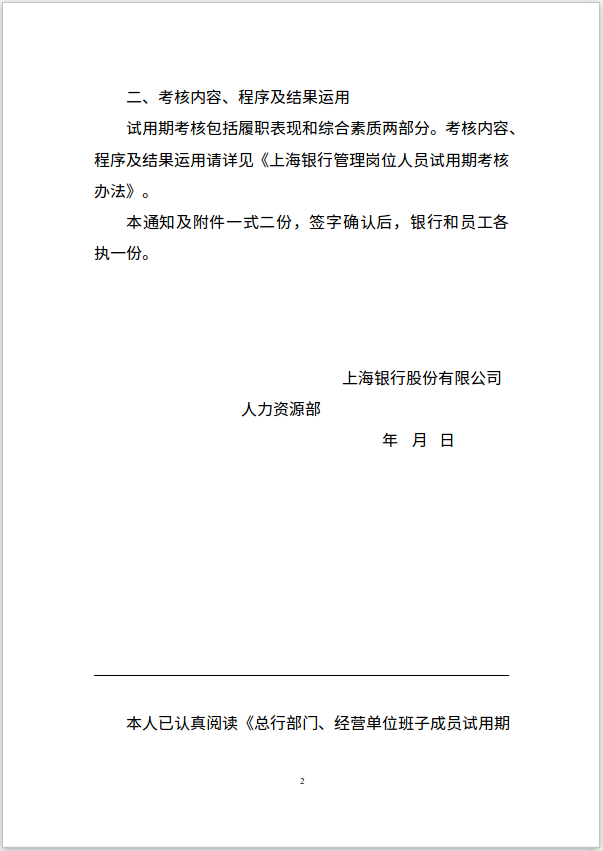 二、考核内容、程序及结果运用
试用期考核包括履职表现和综合素质两部分。考核内容、
程序及结果运用请详见《上海银行管理岗位人员试用期考核
办法》。
本通知及附件一式二份，签字确认后，银行和员工各
执一份。
上海银行股份有限公司
人力资源部
年 月 日
本人已认真阅读《总行部门、经营单位班子成员试用期
2